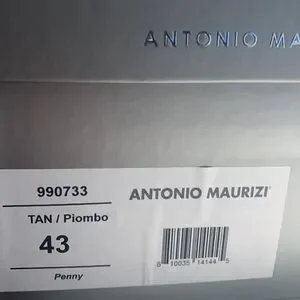 ANTONIO MA
990733
ANTONIO MAURIZI
TAN / Piombo
43
8 10035 14144 5
Penny